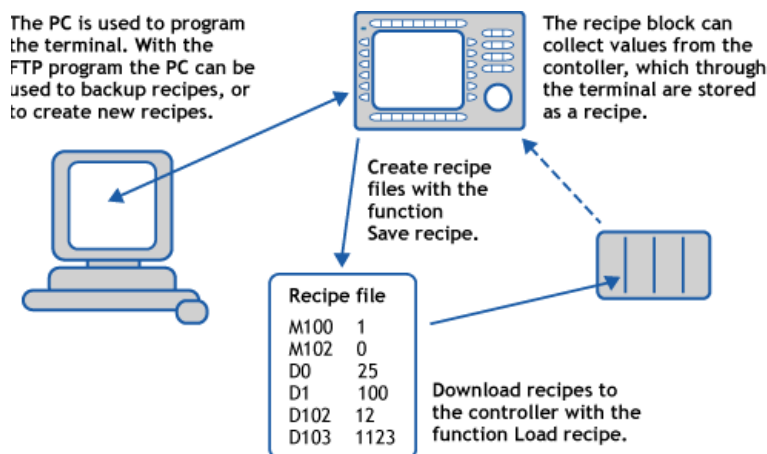 The PC is used to program
the terminal. With the
FTP program the PC can be
used to backup recipes, or
to create new recipes.
The recipe block can
collect values from the
contoller, which through
the terminal are stored
as a recipe.
Create recipe
files with the
function
Save recipe.
Recipe file
M100 1
M102 0
D0 25
D1 100
D102 12
D103 1123
Download recipes to
the controller with the
function Load recipe.